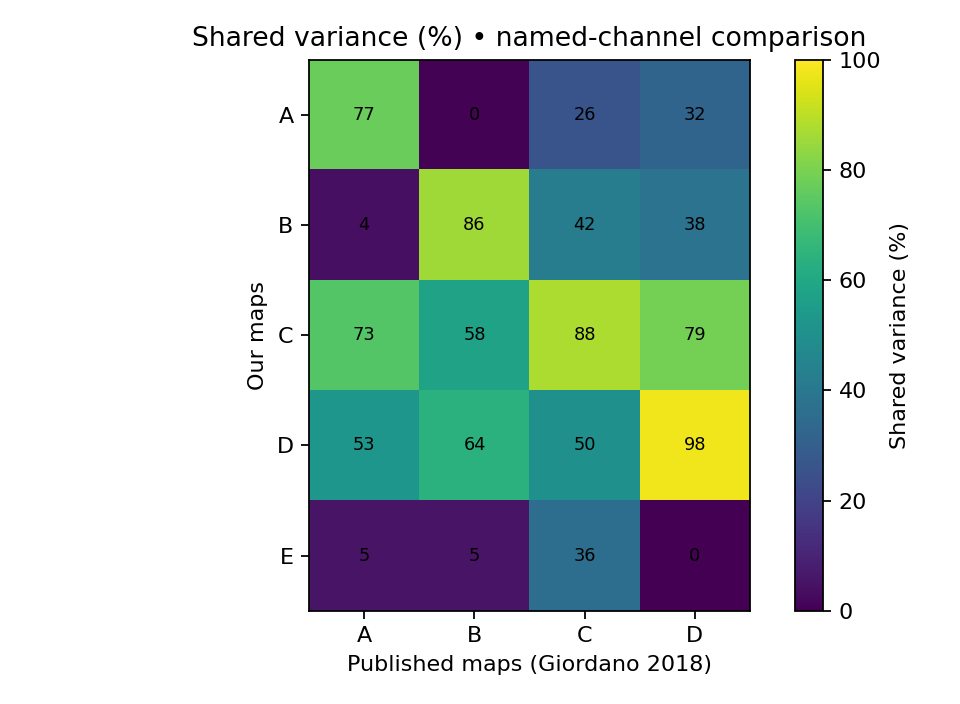 Shared variance (%) • named-channel comparison
100
A 77 0 26 32
80
B 4 86 42 38
60
Our maps
C 73 58 88 79
Shared variance (%)
40
D 53 64 50 98
20
E 5 5 36 0
0
A B C D
Published maps (Giordano 2018)